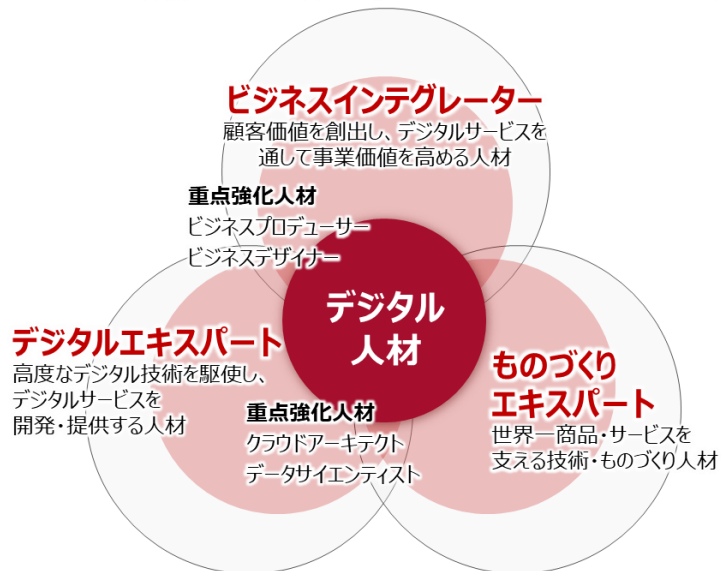 ビジネスインテグレーター
顧客価値を創出し、デジタルサービスを
通して事業価値を高める人材
重点強化人材
ビジネスプロデューサー
ビジネスデザイナー
デジタル
人材
デジタルエキスパート
高度なデジタル技術を駆使し、
デジタルサービスを
開発・提供する人材
重点強化人材
クラウドアーキテクト
データサイエンティスト
ものづくり
エキスパート
世界一商品・サービスを
支える技術・ものづくり人材